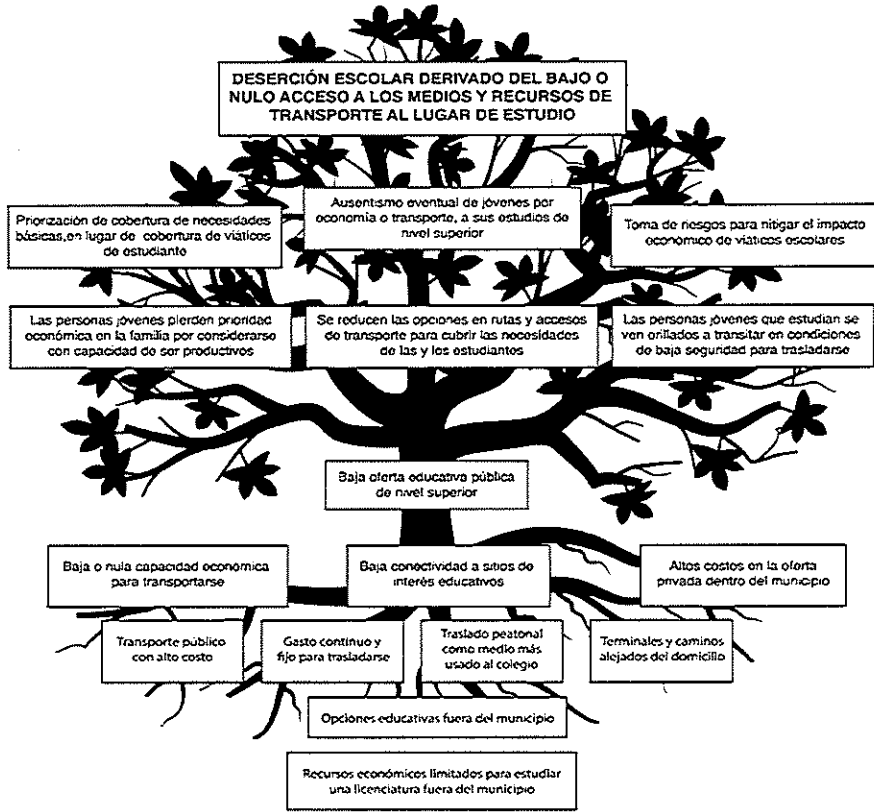 DESERCIÓN ESCOLAR DERIVADO DEL BAJO O
NULO ACCESO A LOS MEDIOS Y RECURSOS DE
TRANSPORTE AL LUGAR DE ESTUDIO
Priorización de cobertura de necesidades
básicas,en lugar de cobertura de viáticos
de estudiante
Ausentismo eventual de jóvenes por
economía o transporte, a sus estudios de
nivel superior
Toma de riesgos para nitigar el impacto
económico de viáticos escolares
Las personas jóvenes pierden prioridad
económica en la familia por considerarse
con capacidad de ser productivos
Se reducen las opciones en rutas y accesos
de transporte para cubrir las necesidades
de las y los estudiantes
Las personas jóvenes que estudian se
ven orillados a transitar en condiciones
de baja seguridad para trasladarse
Baja oferta educativa pública
de nivel superior
Baja o nula capacidad económica
para transportarse
Baja conectividad a sitios de
interés educativos
Altos costos en la oferta
privada dentro del municipio
Transporte público
con alto costo
Gasto contínuo y
fijo para trasladarse
Traslado peatonal
como medio más
usado al colegio
Terminales y caminos
alejados del domicilio
Opciones educativas fuera del municipio
Recursos económicos limitados para estudiar
una licenciatura fuera del municipio